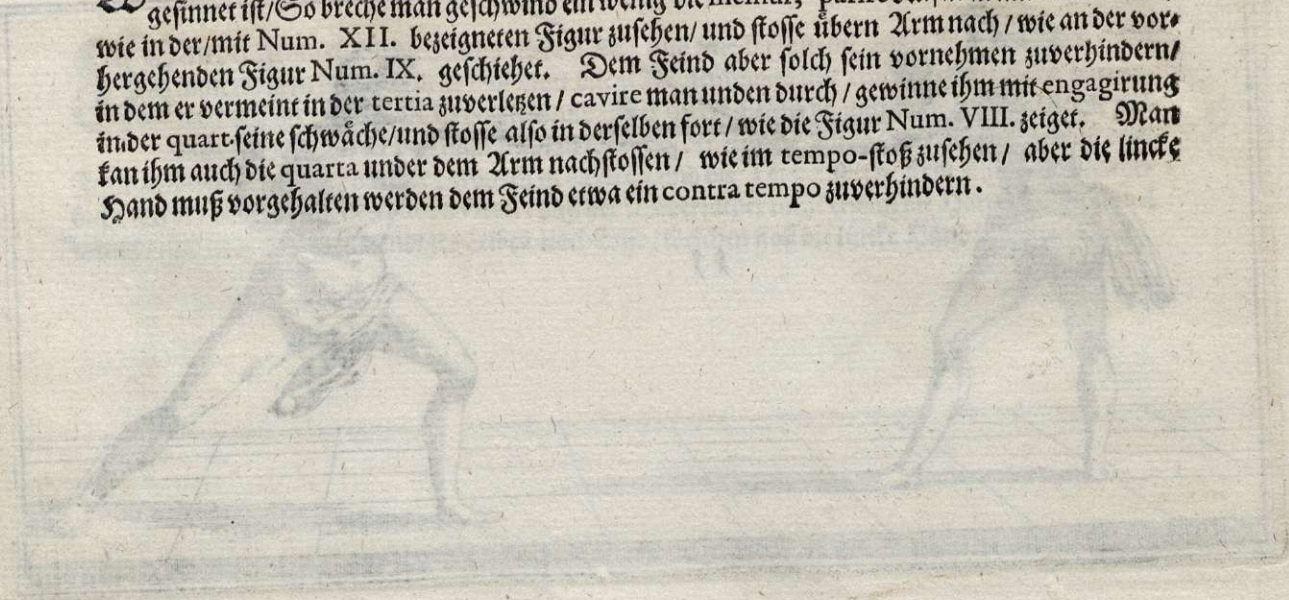 gesinnet ist/So breche man geschwind ein wenig die
wie in der/mit Num. XII. bezeigneten Figur zusehen/ und stosse übern Arm nach / wie an der vor⸗
hergehenden Figur Num. IX. geschiehet. Dem Feind aber solch sein vornehmen zuverhindern/
in dem er vermeint in der tertia zuverletzen / cavire man unden durch / gewinne ihm mit engagirung
in der quart seine schwäche/und stosse also in derselben fort / wie die Figur Num. VIII. zeiget. Man
kan ihm auch die quarta under dem Arm nachstossen / wie im tempo-stoß zusehen / aber die lincke
Hand muß vorgehalten werden dem Feind etwa ein contra tempo zuverhindern.